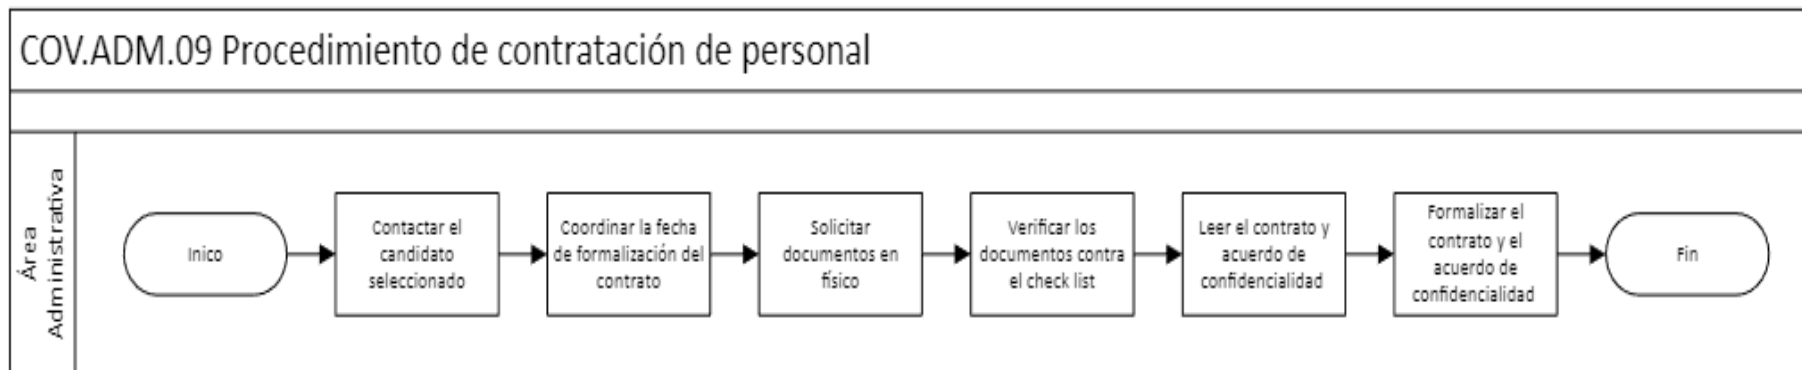 COV.ADM.09 Procedimiento de contratación de personal
Área
Administrativa
Inico
Contactar el
candidato
seleccionado
Coordinar la fecha
de formalización del
contrato
Solicitar
documentos en
físico
Verificar los
documentos contra
el check list
Leer el contrato y
acuerdo de
confidencialidad
Formalizar el
contrato y el
acuerdo de
confidencialidad
Fin